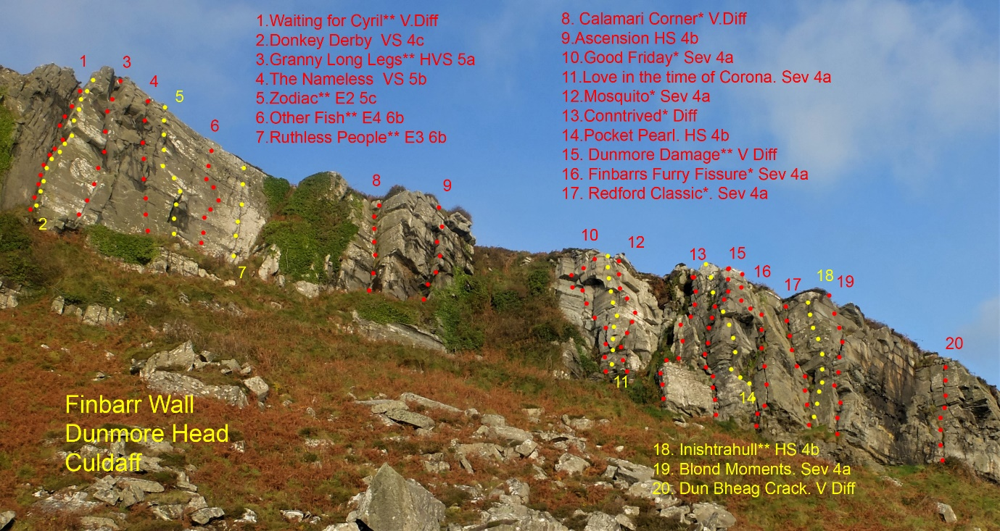 1.Waiting for Cyril** V.Diff
2.Donkey Derby VS 4c
3.Granny Long Legs** HVS 5a
4.The Nameless VS 5b
5.Zodiac** E2 5c
6.Other Fish** E4 6b
7.Ruthless People** E3 6b
8. Calamari Corner* V.Diff
9.Ascension HS 4b
10.Good Friday* Sev 4a
11.Love in the time of Corona. Sev 4a
12.Mosquito* Sev 4a
13.Conntrived* Diff
14.Pocket Pearl. HS 4b
15. Dunmore Damage** V Diff
16. Finbarrs Furry Fissure* Sev 4a
17. Redford Classic*. Sev 4a
1
3
4
5
6
2
7
8
9
10
12
11
13
15
16
14
17
18
19
20
Finbarr Wall
Dunmore Head
Culdaff
18. Inishtrahull** HS 4b
19. Blond Moments. Sev 4a
20. Dun Bheag Crack. V Diff